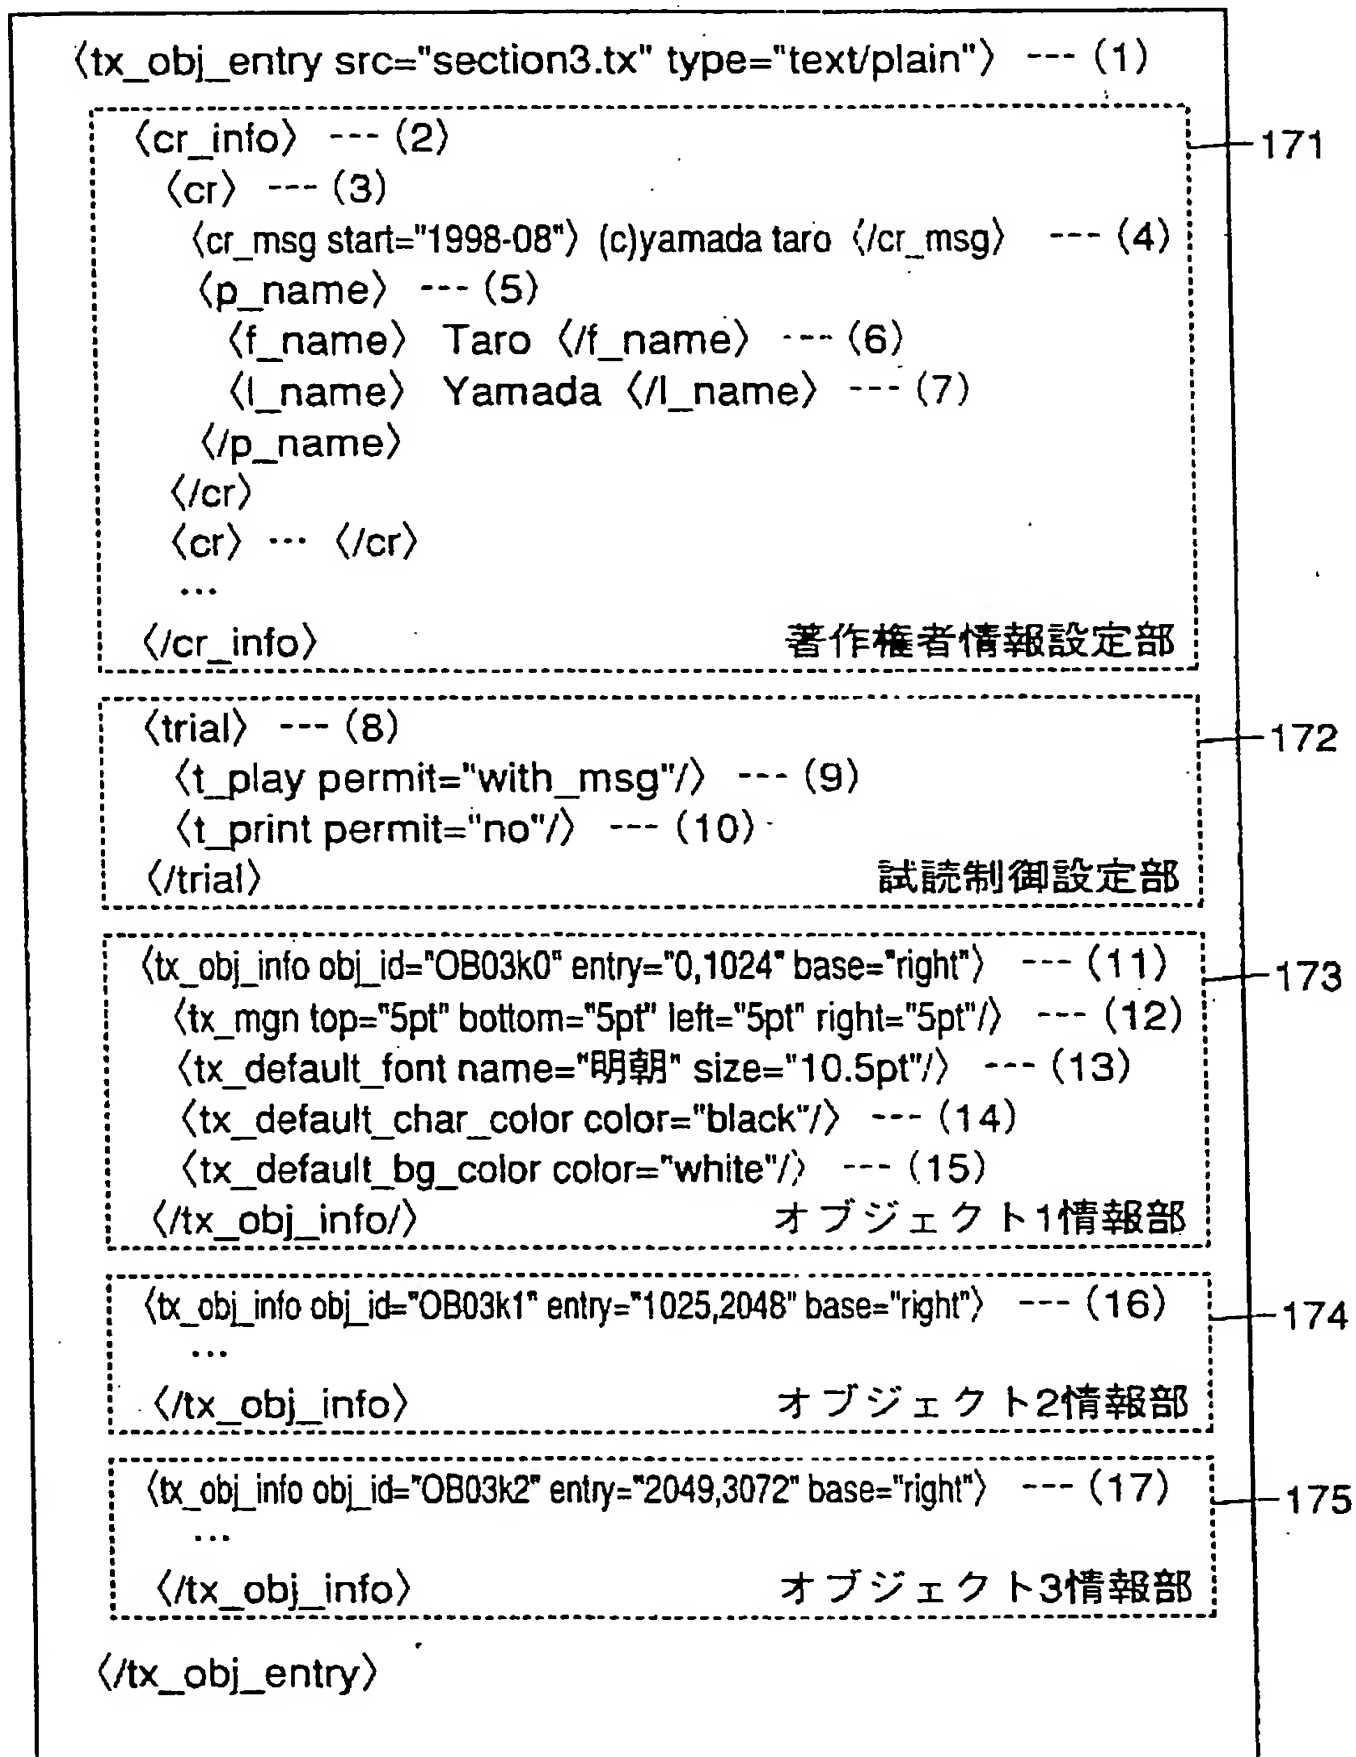 〈tx_obj_entry src="section3.tx" type="text/plain"〉 --- (1)
〈cr_info〉 --- (2)
171
〈cr〉 --- (3)
〈cr_msg start="1998-08"〉 (c)yamada taro 〈/cr_msg〉 --- (4)
〈p_name〉 --- (5)
〈f_name〉 Taro 〈/f_name〉 --- (6)
〈l_name〉 Yamada 〈/l_name〉 --- (7)
〈/p_name〉
〈/cr〉
〈cr〉 … 〈/cr〉
…
〈/cr_info〉 著作権者情報設定部
〈trial〉 --- (8)
172
〈t_play permit="with_msg"/〉 --- (9)
〈t_print permit="no"/〉 --- (10)
〈/trial〉 試読制御設定部
〈tx_obj_info obj_id="OB03k0" entry="0,1024" base="right"〉 --- (11)
173
〈tx_mgn top="5pt" bottom="5pt" left="5pt" right="5pt"/〉 --- (12)
〈tx_default_font name="明朝" size="10.5pt"/〉 --- (13)
〈tx_default_char_color color="black"/〉 --- (14)
〈tx_default_bg_color color="white"/〉 --- (15)
〈/tx_obj_info/〉 オブジェクト1情報部
〈tx_obj_info obj_id="OB03k1" entry="1025,2048" base="right"〉 --- (16)
174
…
〈/tx_obj_info〉 オブジェクト2情報部
〈tx_obj_info obj_id="OB03k2" entry="2049,3072" base="right"〉 --- (17)
175
…
〈/tx_obj_info〉 オブジェクト3情報部
〈/tx_obj_entry〉